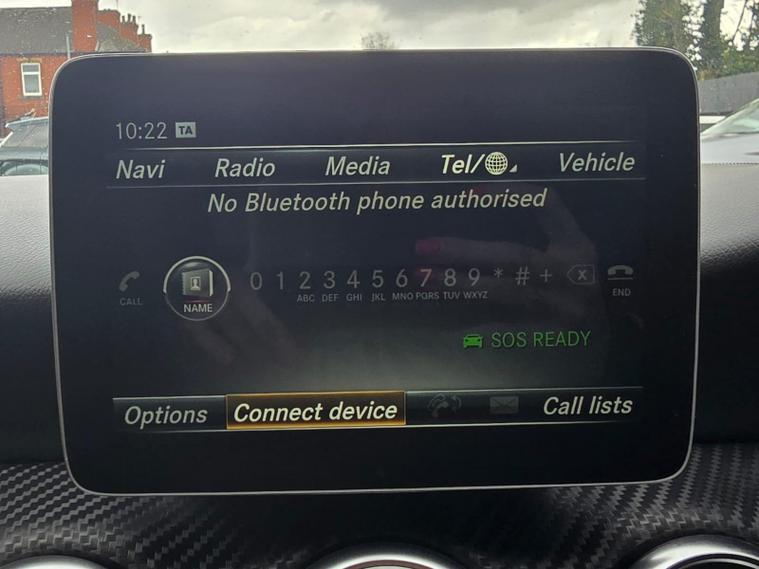 10:22 TA
Navi Radio Media Tel/ Vehicle
No Bluetooth phone authorised
0 1 2 3 4 5 6 7 8 9 * # +
CALL NAME ABC DEF GHI JKL MNO PQRS TUV WXYZ END
SOS READY
Options Connect device Call lists